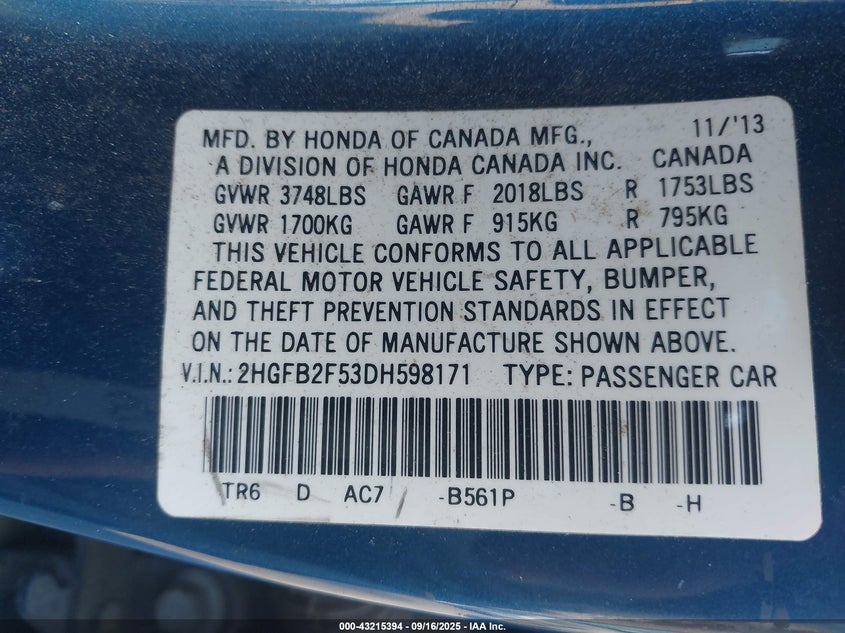 MFD. BY HONDA OF CANADA MFG., 11/'13
A DIVISION OF HONDA CANADA INC. CANADA
GVWR 3748LBS GAWR F 2018LBS R 1753LBS
GVWR 1700KG GAWR F 915KG R 795KG
THIS VEHICLE CONFORMS TO ALL APPLICABLE
FEDERAL MOTOR VEHICLE SAFETY, BUMPER,
AND THEFT PREVENTION STANDARDS IN EFFECT
ON THE DATE OF MANUFACTURE SHOWN ABOVE.
V.I.N.: 2HGFB2F53DH598171 TYPE: PASSENGER CAR
TR6 D AC7 -B561P -B -H
000-43215394 - 09/16/2025 - IAA Inc.